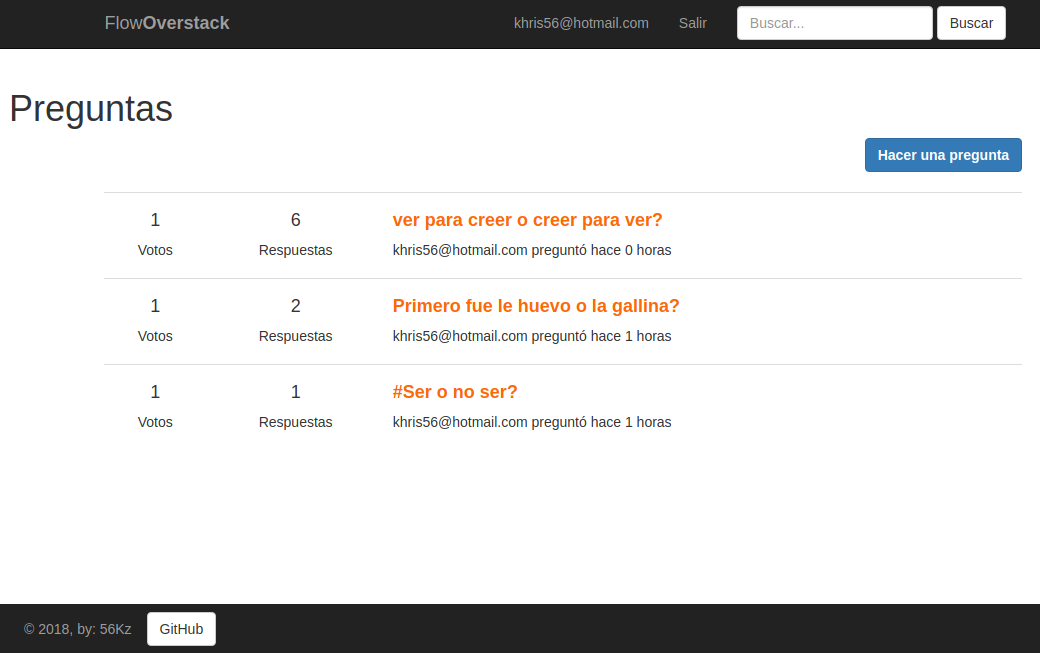 FlowOverstack khris56@hotmail.com Salir Buscar... Buscar
Preguntas
Hacer una pregunta
1 6 ver para creer o creer para ver?
Votos Respuestas khris56@hotmail.com preguntó hace 0 horas
1 2 Primero fue le huevo o la gallina?
Votos Respuestas khris56@hotmail.com preguntó hace 1 horas
1 1 #Ser o no ser?
Votos Respuestas khris56@hotmail.com preguntó hace 1 horas
© 2018, by: 56Kz GitHub